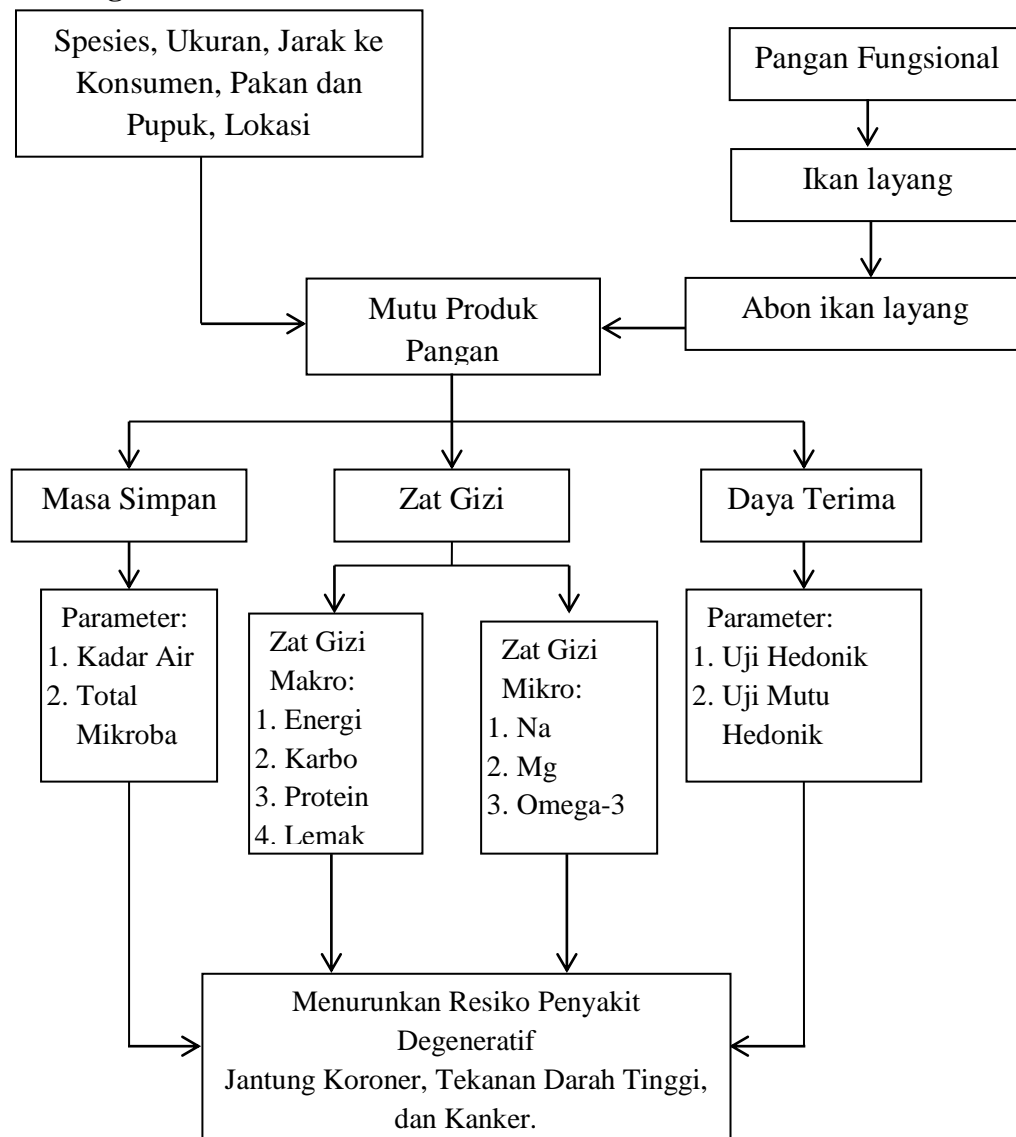 Spesies, Ukuran, Jarak ke
Konsumen, Pakan dan
Pupuk, Lokasi
Pangan Fungsional
Ikan layang
Abon ikan layang
Mutu Produk
Pangan
Masa Simpan
Zat Gizi
Daya Terima
Parameter:
1. Kadar Air
2. Total
Mikroba
Zat Gizi
Makro:
1. Energi
2. Karbo
3. Protein
4. Lemak
Zat Gizi
Mikro:
1. Na
2. Mg
3. Omega-3
Parameter:
1. Uji Hedonik
2. Uji Mutu
Hedonik
Menurunkan Resiko Penyakit
Degeneratif
Jantung Koroner, Tekanan Darah Tinggi,
dan Kanker.